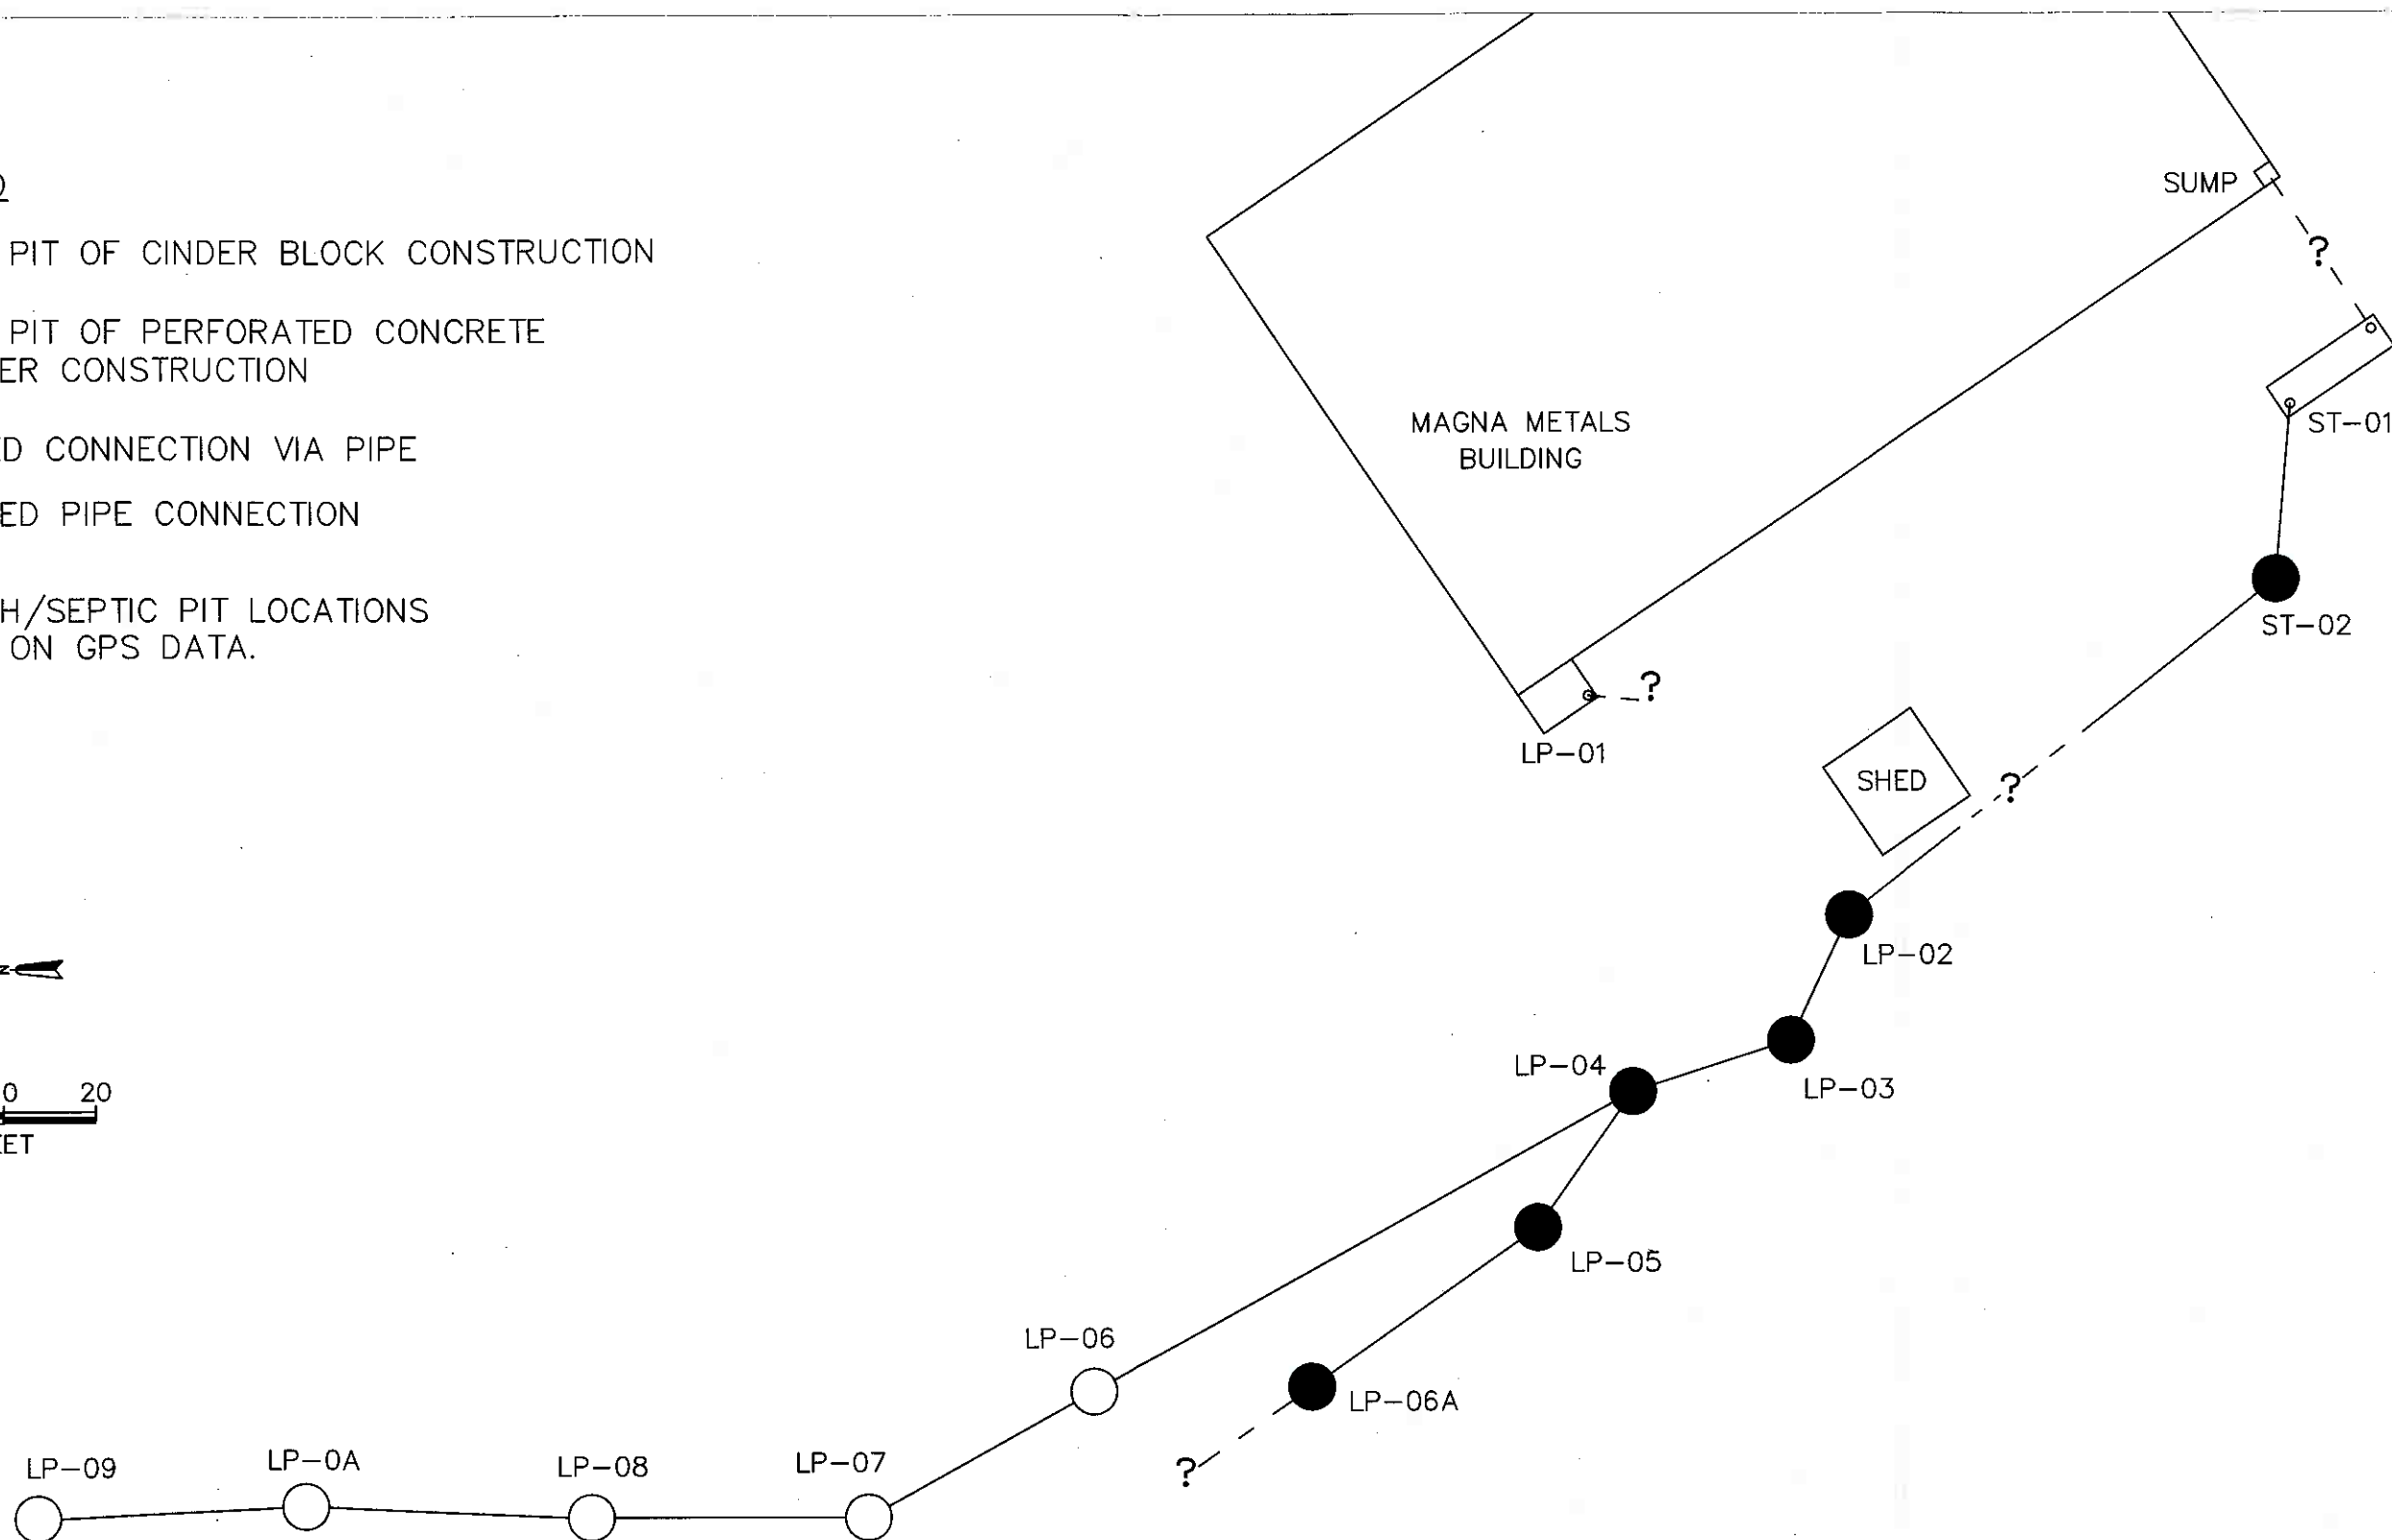 D
PIT OF CINDER BLOCK CONSTRUCTION
PIT OF PERFORATED CONCRETE
ER CONSTRUCTION
ED CONNECTION VIA PIPE
ED PIPE CONNECTION
H/SEPTIC PIT LOCATIONS
ON GPS DATA.
SUMP
?
ST-01
MAGNA METALS
BUILDING
ST-02
?
LP-01
SHED
?
LP-02
N
LP-04
LP-03
0 20
EET
LP-05
LP-06
LP-06A
?
LP-09
LP-0A
LP-08
LP-07